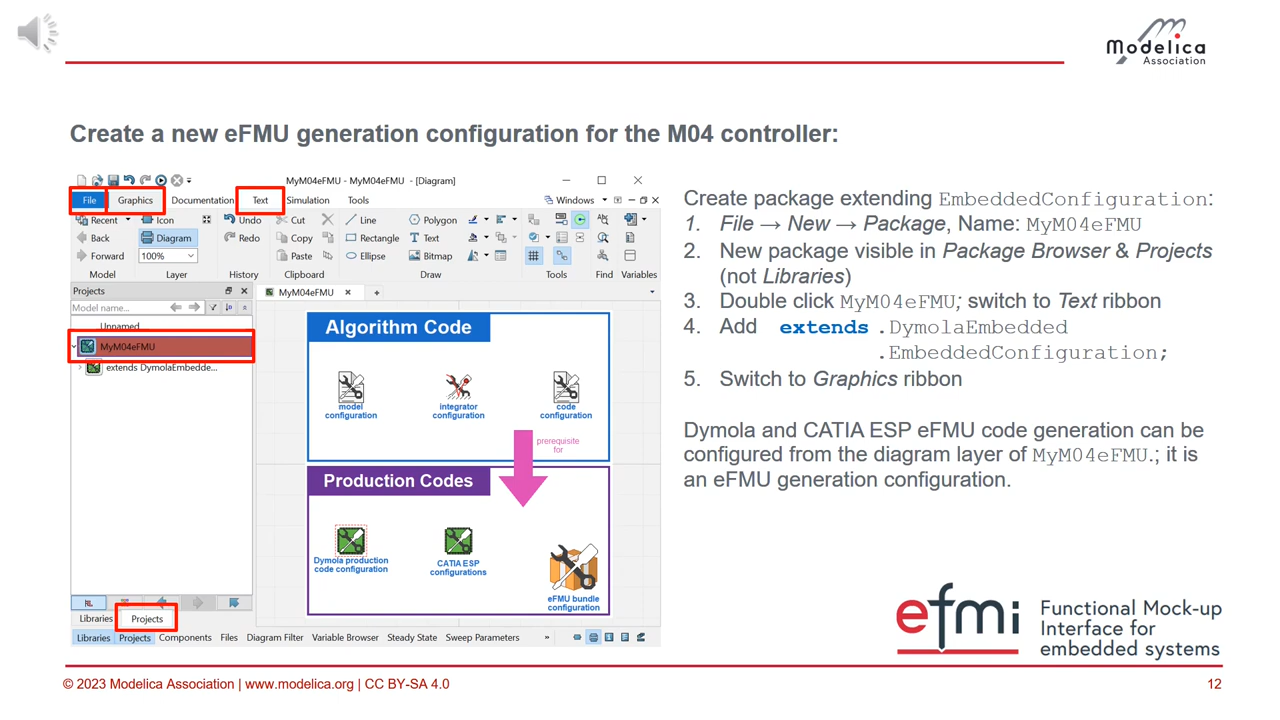 Modelica
Association
Create a new eFMU generation configuration for the M04 controller:
MyM04eFMU - MyM04eFMU - [Diagram]
File Graphics Documentation Text Simulation Tools Windows
Recent Icon Undo Cut Line Polygon
Back Diagram Redo Copy Rectangle Text
Forward 100% Paste Ellipse Bitmap
Model Layer History Clipboard Draw Tools Find Variables
Projects
MyM04eFMU
Model name...
Unnamed
MyM04eFMU
extends DymolaEmbedde...
Algorithm Code
model
configuration
integrator
configuration
code
configuration
prerequisite
for
Production Codes
Dymola production
code configuration
CATIA ESP
configurations
eFMU bundle
configuration
Libraries Projects
Libraries Projects Components Files Diagram Filter Variable Browser Steady State Sweep Parameters »
Create package extending EmbeddedConfiguration:
1. File → New → Package, Name: MyM04eFMU
2. New package visible in Package Browser & Projects
(not Libraries)
3. Double click MyM04eFMU; switch to Text ribbon
4. Add extends .DymolaEmbedded
.EmbeddedConfiguration;
5. Switch to Graphics ribbon
Dymola and CATIA ESP eFMU code generation can be
configured from the diagram layer of MyM04eFMU.; it is
an eFMU generation configuration.
efmi
Functional Mock-up
Interface for
embedded systems
© 2023 Modelica Association | www.modelica.org | CC BY-SA 4.0
12